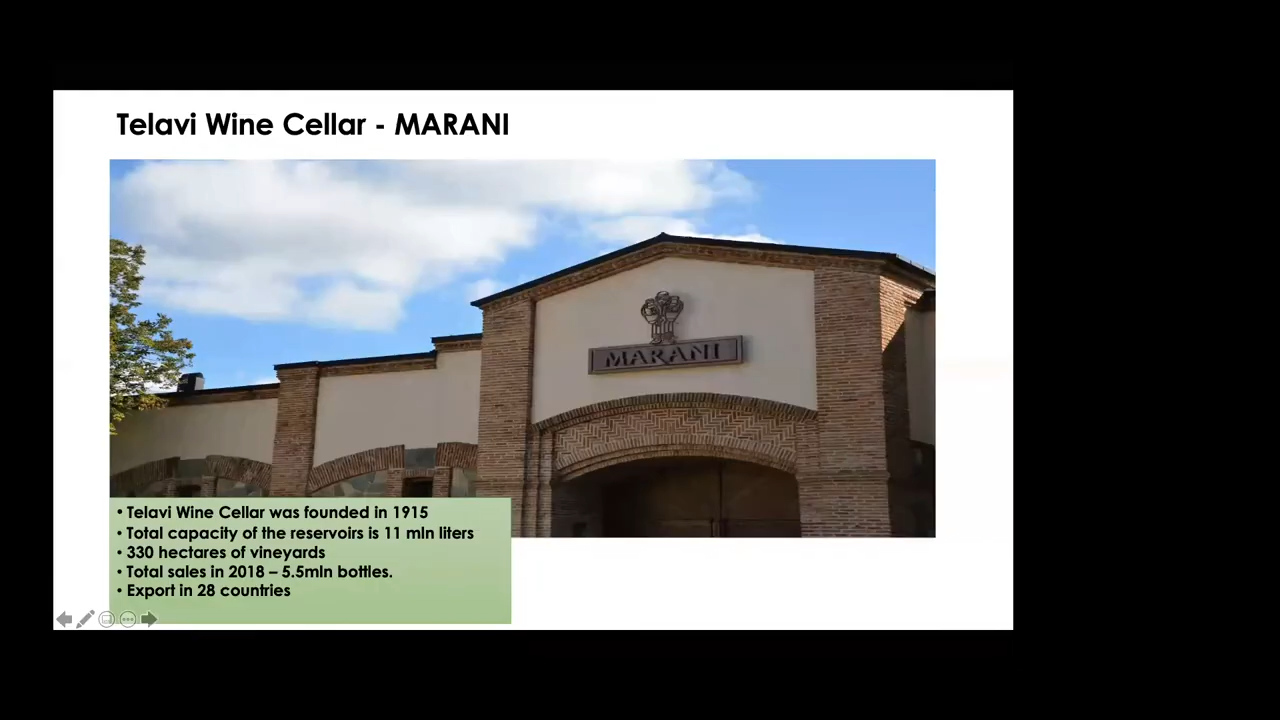 Telavi Wine Cellar - MARANI
MARANI
• Telavi Wine Cellar was founded in 1915
• Total capacity of the reservoirs is 11 mln liters
• 330 hectares of vineyards
• Total sales in 2018 – 5.5mln bottles.
• Export in 28 countries